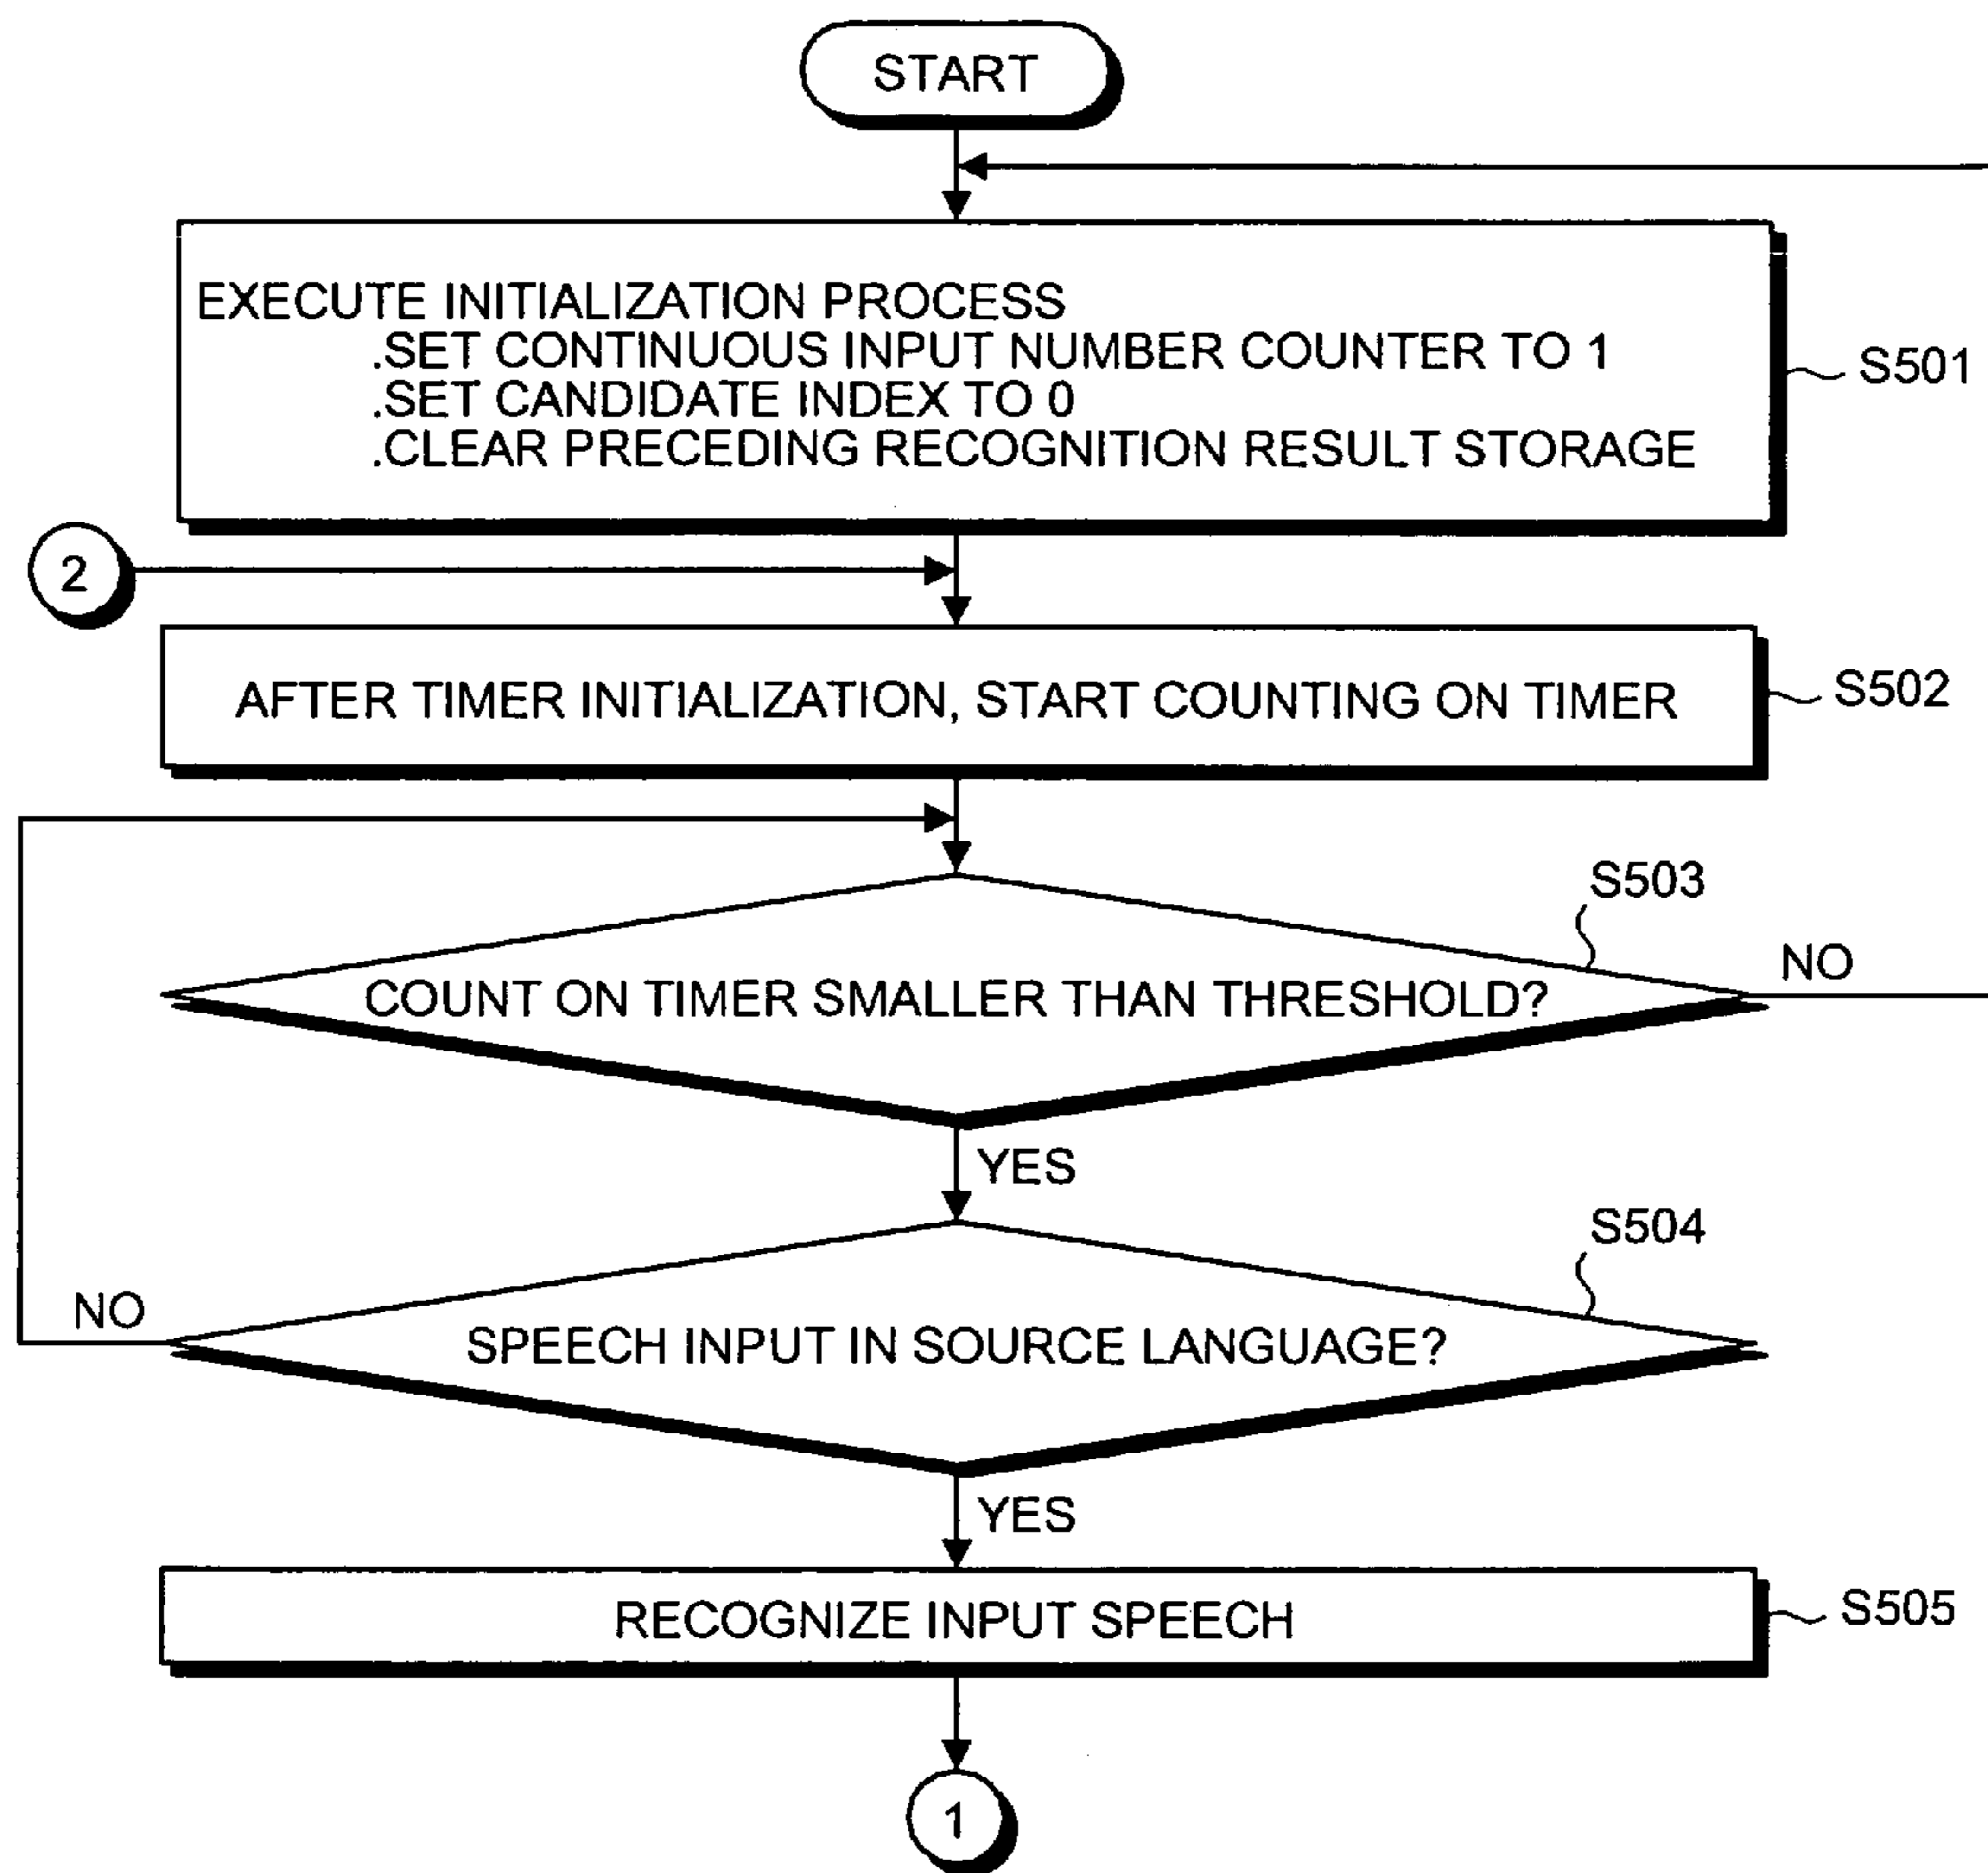 START
EXECUTE INITIALIZATION PROCESS
.SET CONTINUOUS INPUT NUMBER COUNTER TO 1
.SET CANDIDATE INDEX TO 0
.CLEAR PRECEDING RECOGNITION RESULT STORAGE
S501
2
AFTER TIMER INITIALIZATION, START COUNTING ON TIMER
S502
S503
COUNT ON TIMER SMALLER THAN THRESHOLD?
NO
YES
S504
NO
SPEECH INPUT IN SOURCE LANGUAGE?
YES
RECOGNIZE INPUT SPEECH
S505
1